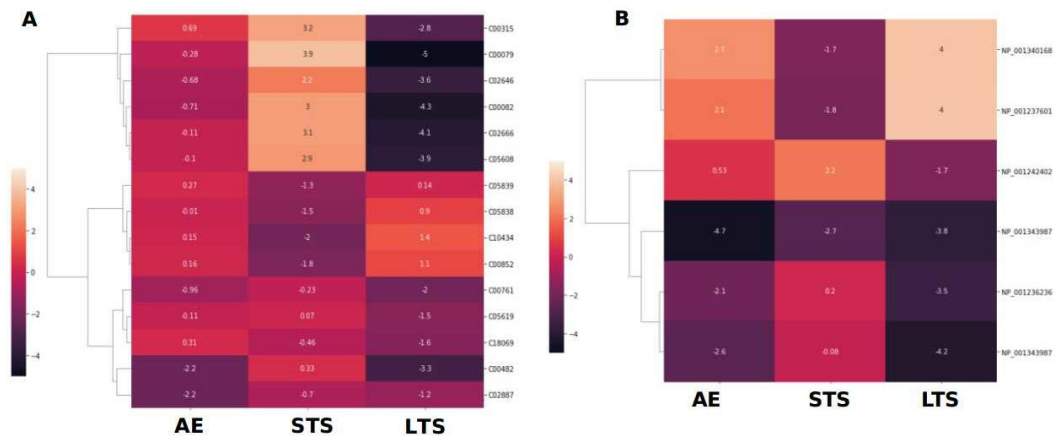 A
0.69 3.2 -2.8 C00315
-0.28 3.9 -5 C00079
-0.68 2.2 -3.6 C02646
-0.71 3 -4.3 C00082
-0.11 3.1 -4.1 C02666
-0.1 2.9 -3.9 C05608
0.27 -1.3 0.14 C05839
-0.01 -1.5 0.9 C05838
0.15 -2 1.4 C10434
0.16 -1.8 1.1 C00852
-0.96 -0.23 -2 C00761
-0.11 0.07 -1.5 C05619
0.31 -0.46 -1.6 C18069
-2.2 0.33 -3.3 C00482
-2.2 -0.7 -1.2 C02887
4
2
0
-2
-4
AE STS LTS
B
2.7 -1.7 4 NP_001340168
2.1 -1.8 4 NP_001237601
0.53 2.2 -1.7 NP_001242402
-4.7 -2.7 -3.8 NP_001343987
-2.1 0.2 -3.5 NP_001236236
-2.6 -0.08 -4.2 NP_001343987
4
2
0
-2
-4
AE STS LTS